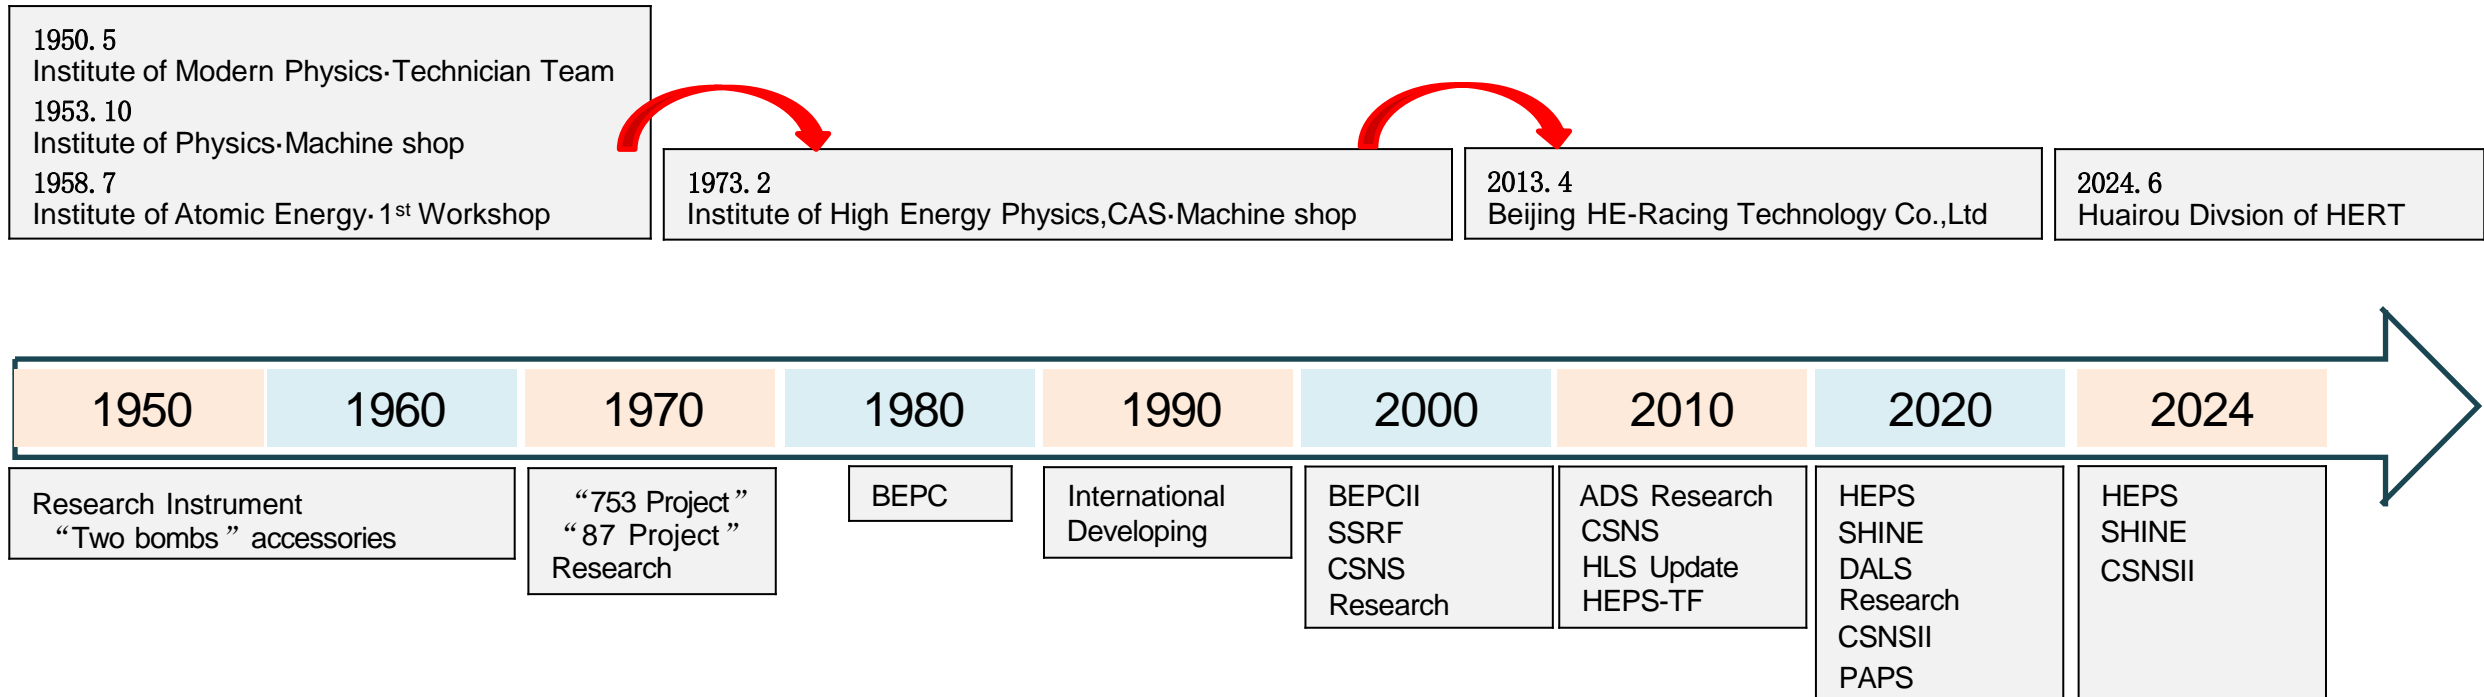 1950. 5
Institute of Modern Physics·Technician Team
1953. 10
Institute of Physics·Machine shop
1958. 7
Institute of Atomic Energy·1st Workshop
1973. 2
Institute of High Energy Physics,CAS·Machine shop
2013. 4
Beijing HE-Racing Technology Co.,Ltd
2024. 6
Huairou Divsion of HERT
1950
1960
1970
1980
1990
2000
2010
2020
2024
Research Instrument
“Two bombs” accessories
“753 Project”
“87 Project”
Research
BEPC
International
Developing
BEPCII
SSRF
CSNS
Research
ADS Research
CSNS
HLS Update
HEPS-TF
HEPS
SHINE
DALS
Research
CSNSII
PAPS
HEPS
SHINE
CSNSII